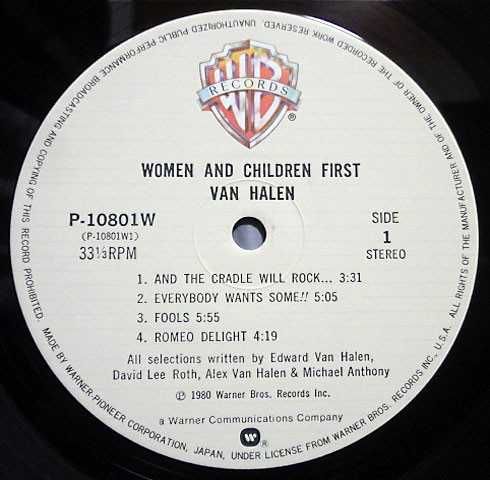 WB
RECORDS
®
WOMEN AND CHILDREN FIRST
VAN HALEN
P-10801W
(P-10801W1)
33⅓RPM
SIDE
1
STEREO
1. AND THE CRADLE WILL ROCK... 3:31
2. EVERYBODY WANTS SOME!! 5:05
3. FOOLS 5:55
4. ROMEO DELIGHT 4:19
All selections written by Edward Van Halen,
David Lee Roth, Alex Van Halen & Michael Anthony
℗ 1980 Warner Bros. Records Inc.
a Warner Communications Company
®
MADE BY WARNER-PIONEER CORPORATION, JAPAN, UNDER LICENSE FROM WARNER BROS. RECORDS INC., U.S.A. ALL RIGHTS OF THE MANUFACTURER AND OF THE OWNER OF THE RECORDED WORK RESERVED. UNAUTHORIZED PUBLIC PERFORMANCE, BROADCASTING AND COPYING OF THIS RECORD PROHIBITED.